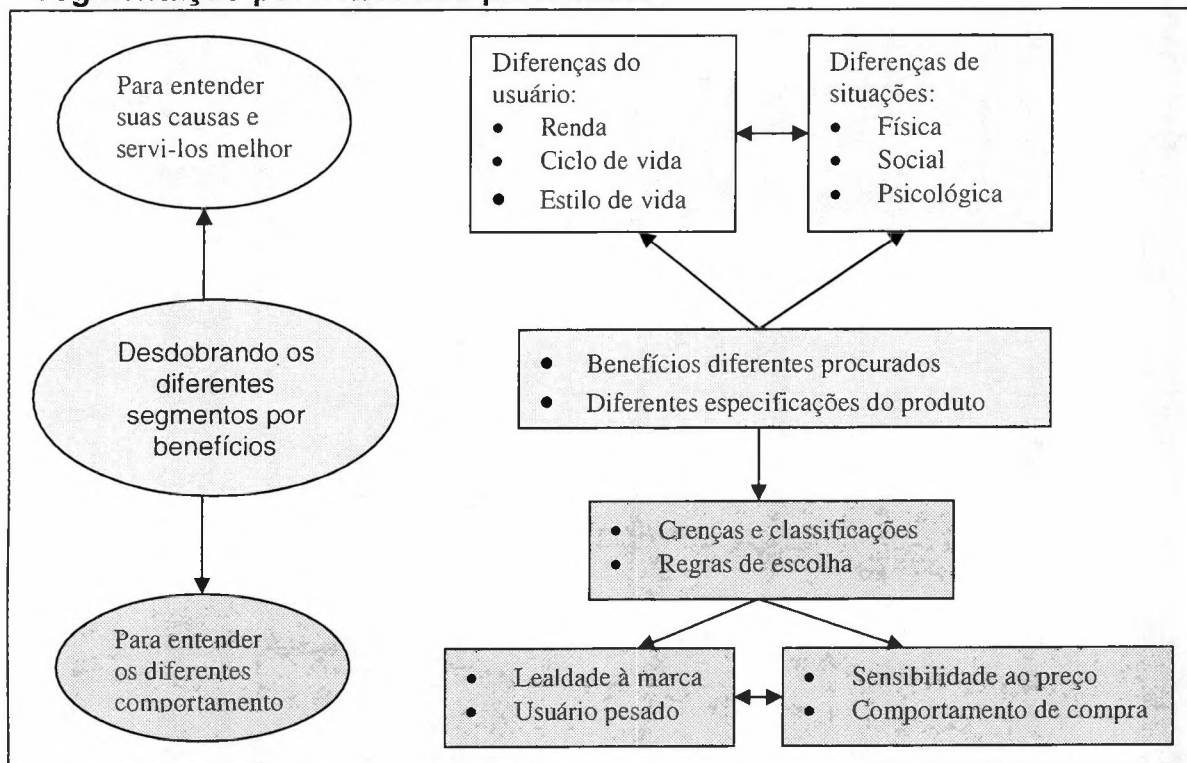 Para entender
suas causas e
servi-los melhor
Desdobrando os
diferentes
segmentos por
benefícios
Para entender
os diferentes
comportamento
Diferenças do
usuário:
• Renda
• Ciclo de vida
• Estilo de vida
Diferenças de
situações:
• Física
• Social
• Psicológica
• Benefícios diferentes procurados
• Diferentes especificações do produto
• Crenças e classificações
• Regras de escolha
• Lealdade à marca
• Usuário pesado
• Sensibilidade ao preço
• Comportamento de compra